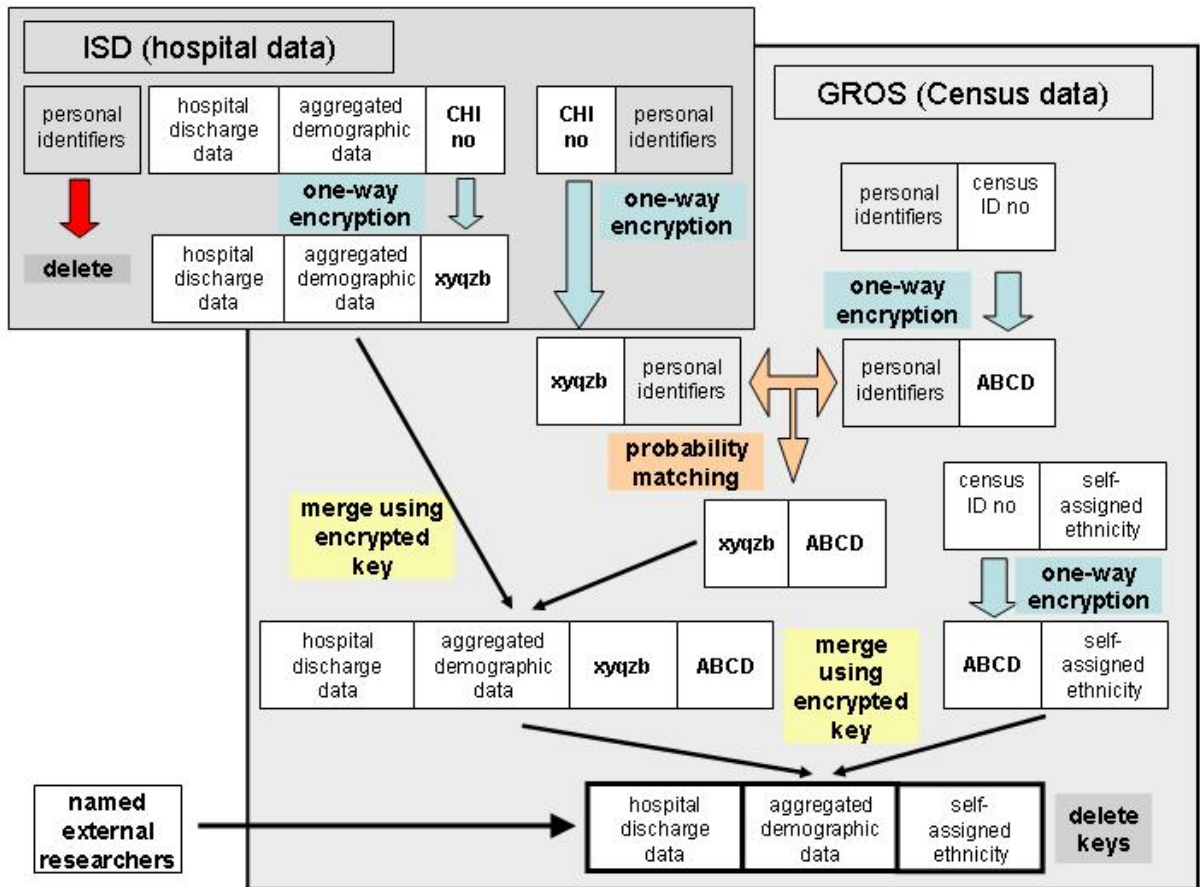 ISD (hospital data)
GROS (Census data)
personal
identifiers
hospital
discharge
data
aggregated
demographic
data
CHI
no
CHI
no
personal
identifiers
one-way
encryption
one-way
encryption
personal
identifiers
census
ID no
delete
hospital
discharge
data
aggregated
demographic
data
xyqzb
one-way
encryption
xyqzb
personal
identifiers
personal
identifiers
ABCD
probability
matching
census
ID no
self-
assigned
ethnicity
merge using
encrypted
key
xyqzb
ABCD
one-way
encryption
hospital
discharge
data
aggregated
demographic
data
xyqzb
ABCD
merge
using
encrypted
key
ABCD
self-
assigned
ethnicity
named
external
researchers
hospital
discharge
data
aggregated
demographic
data
self-
assigned
ethnicity
delete
keys